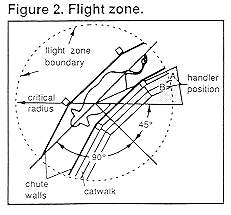 Figure 2. Flight zone.
flight zone
boundary
A
B
handler
position
critical
radius
45°
90°
chute
walls
catwalk